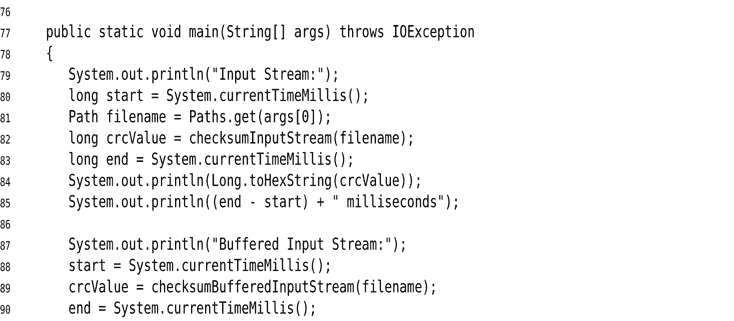 76
77 public static void main(String[] args) throws IOException
78 {
79 System.out.println("Input Stream:");
80 long start = System.currentTimeMillis();
81 Path filename = Paths.get(args[0]);
82 long crcValue = checksumInputStream(filename);
83 long end = System.currentTimeMillis();
84 System.out.println(Long.toHexString(crcValue));
85 System.out.println((end - start) + " milliseconds");
86
87 System.out.println("Buffered Input Stream:");
88 start = System.currentTimeMillis();
89 crcValue = checksumBufferedInputStream(filename);
90 end = System.currentTimeMillis();